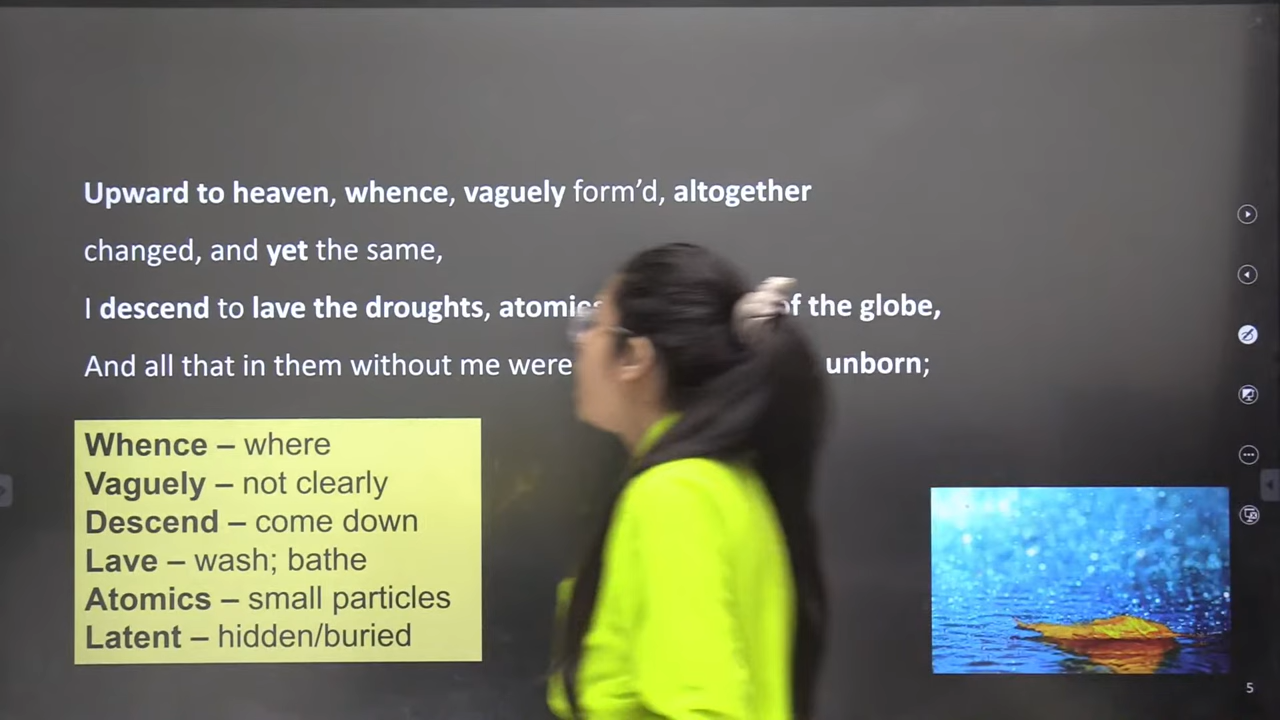 Upward to heaven, whence, vaguely form’d, altogether
changed, and yet the same,
I descend to lave the droughts, atomies of the globe,
And all that in them without me were unborn;
Whence – where
Vaguely – not clearly
Descend – come down
Lave – wash; bathe
Atomics – small particles
Latent – hidden/buried
5